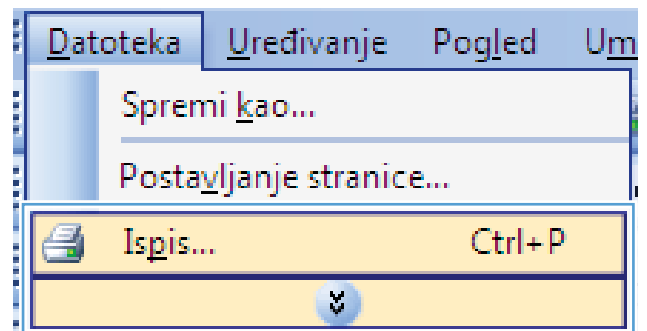 Datoteka Uređivanje Pogled Um
Spremi kao...
Postavljanje stranice...
Ispis... Ctrl+P